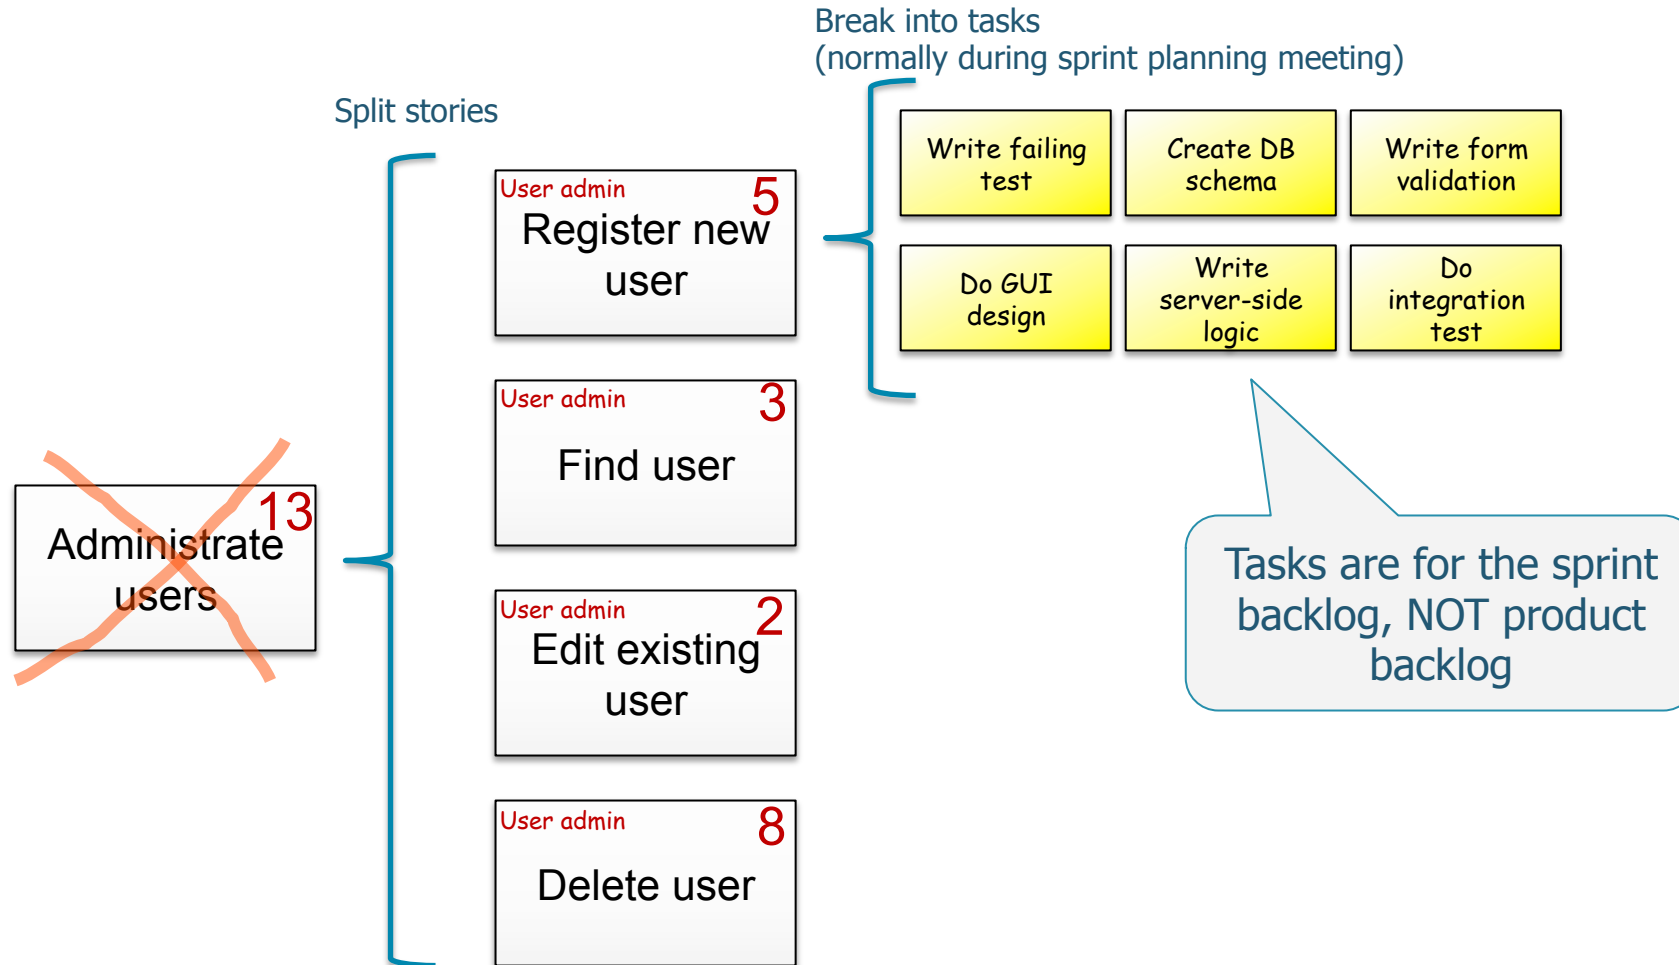 Break into tasks
(normally during sprint planning meeting)
Split stories
Write failing
test
Create DB
schema
Write form
validation
Do GUI
design
Write
server-side
logic
Do
integration
test
User admin
5
Register new
user
User admin
3
Find user
13
Administrate
users
User admin
2
Edit existing
user
User admin
8
Delete user
Tasks are for the sprint
backlog, NOT product
backlog